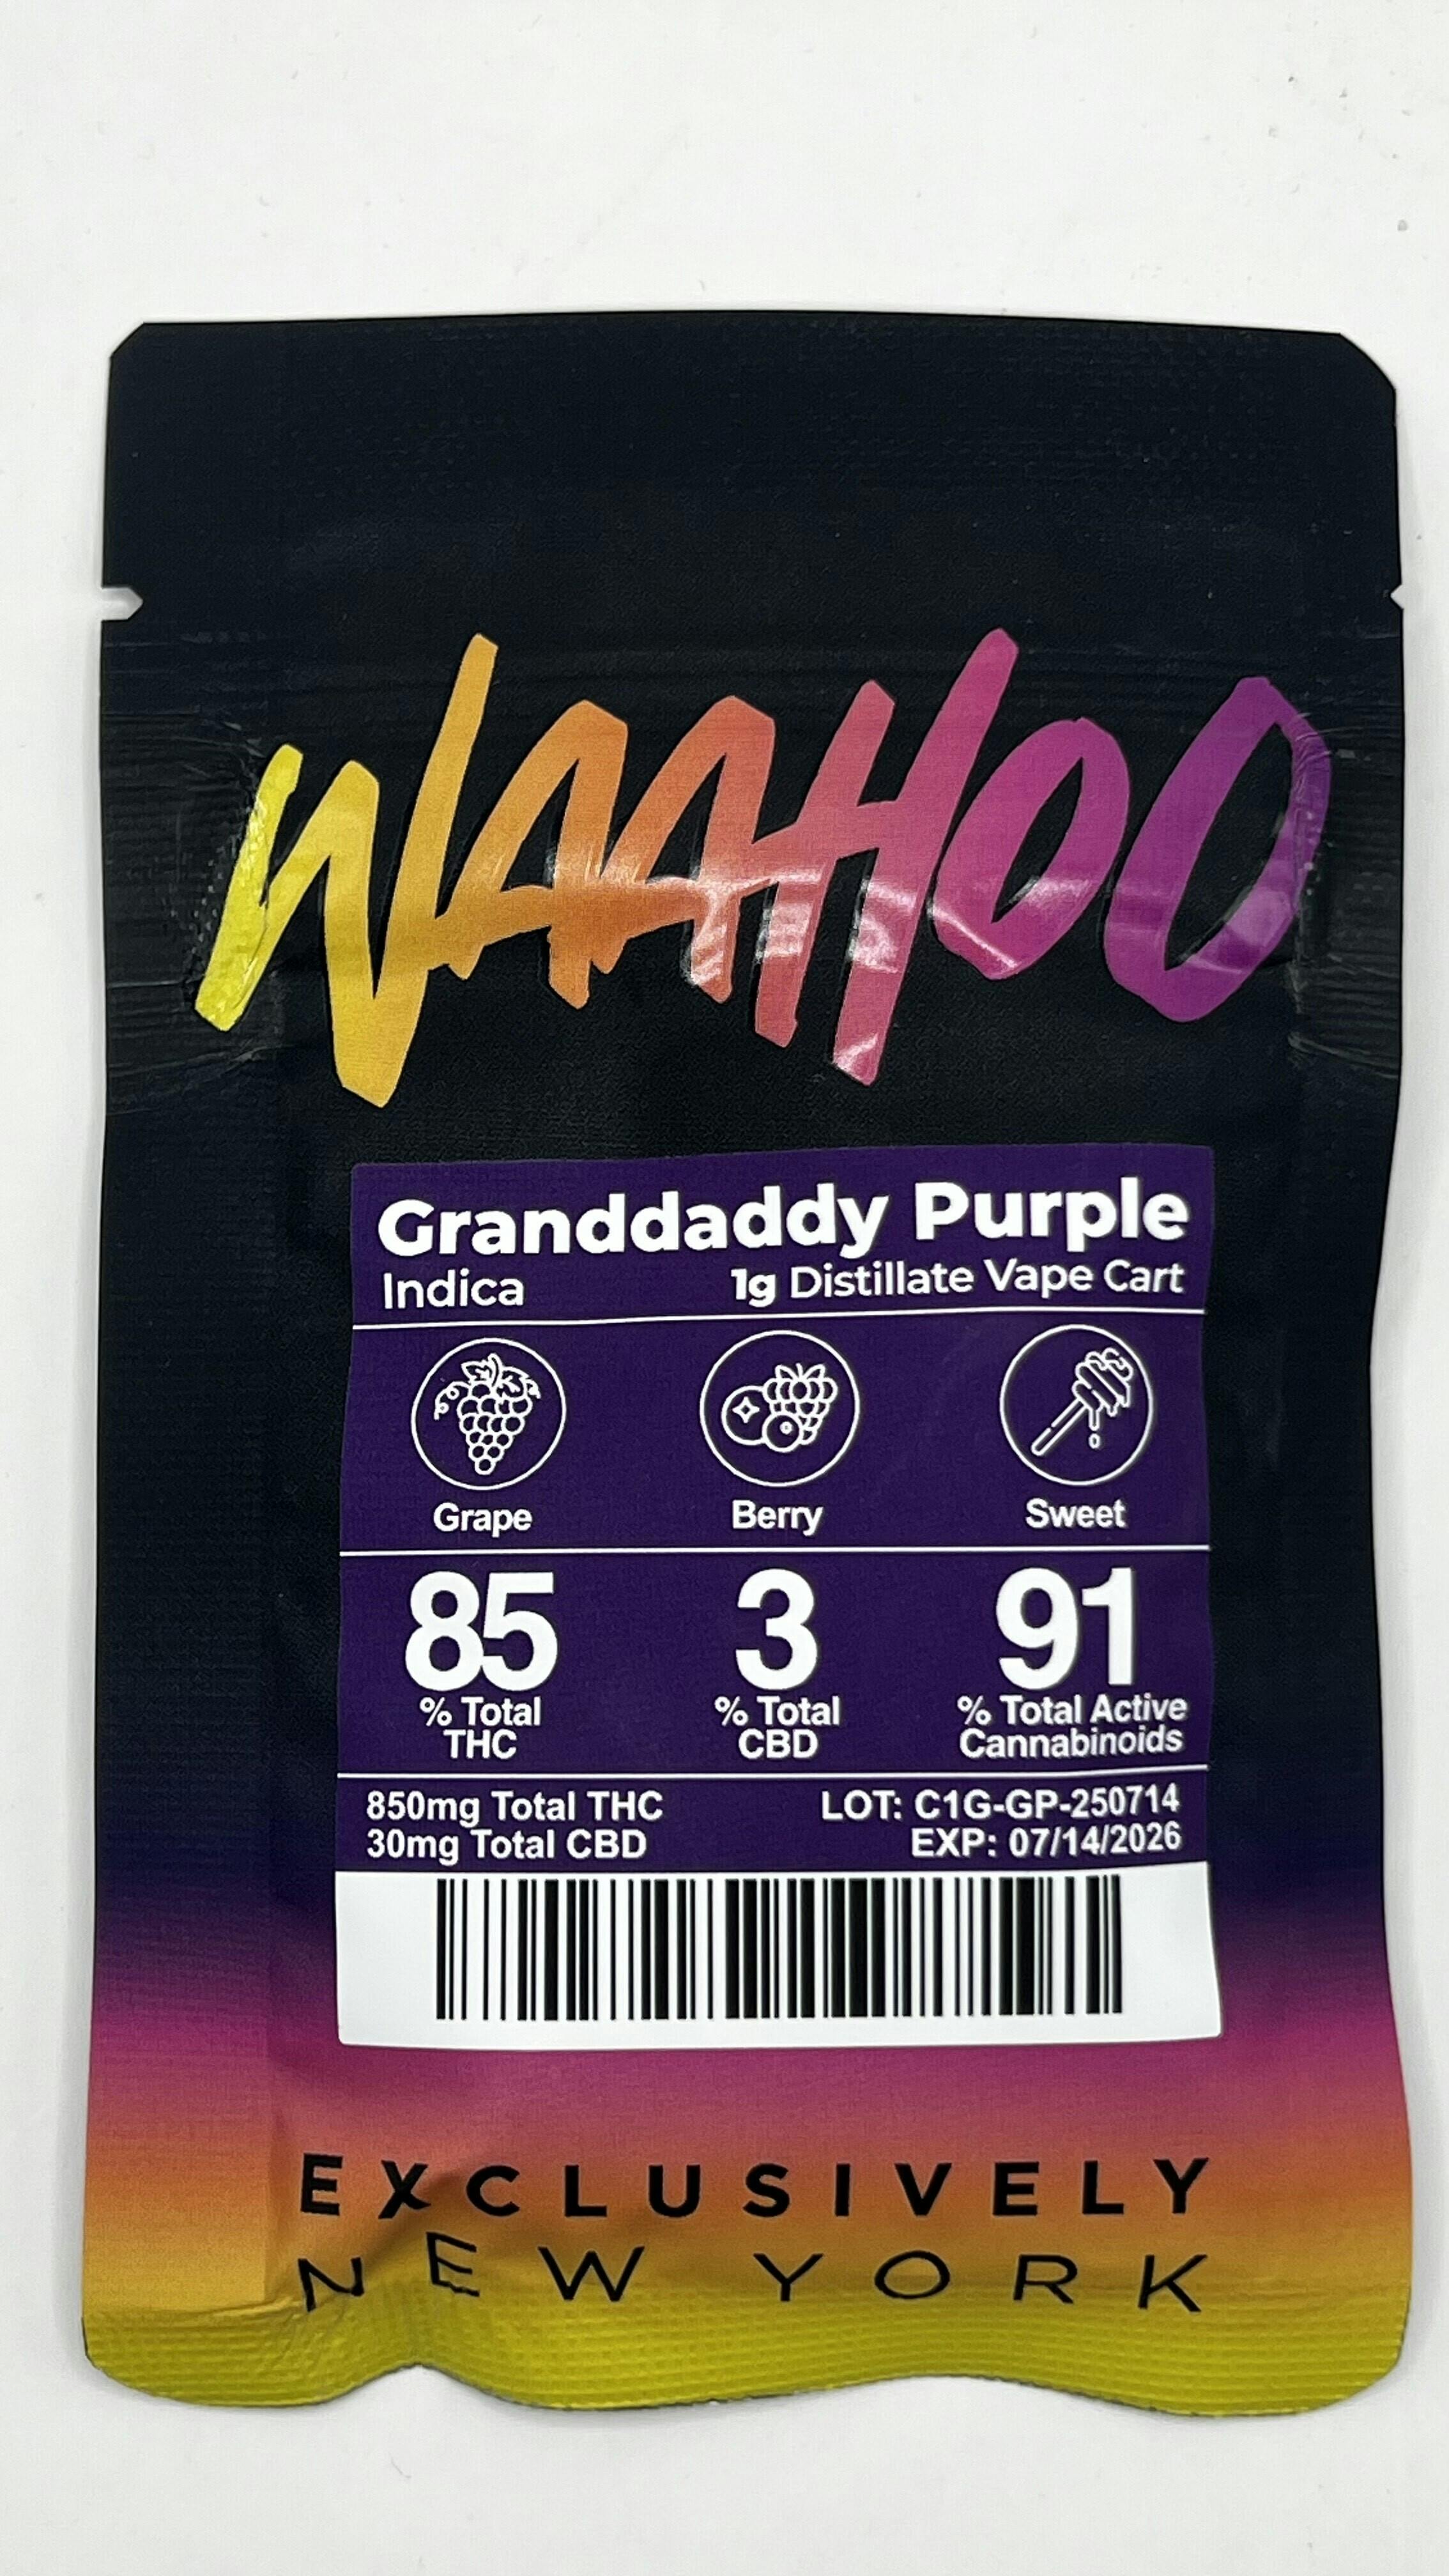 WAAHOO
Granddaddy Purple
Indica 1g Distillate Vape Cart
Grape Berry Sweet
85 3 91
% Total THC % Total CBD % Total Active Cannabinoids
850mg Total THC LOT: C1G-GP-250714
30mg Total CBD EXP: 07/14/2026
EXCLUSIVELY
NEW YORK